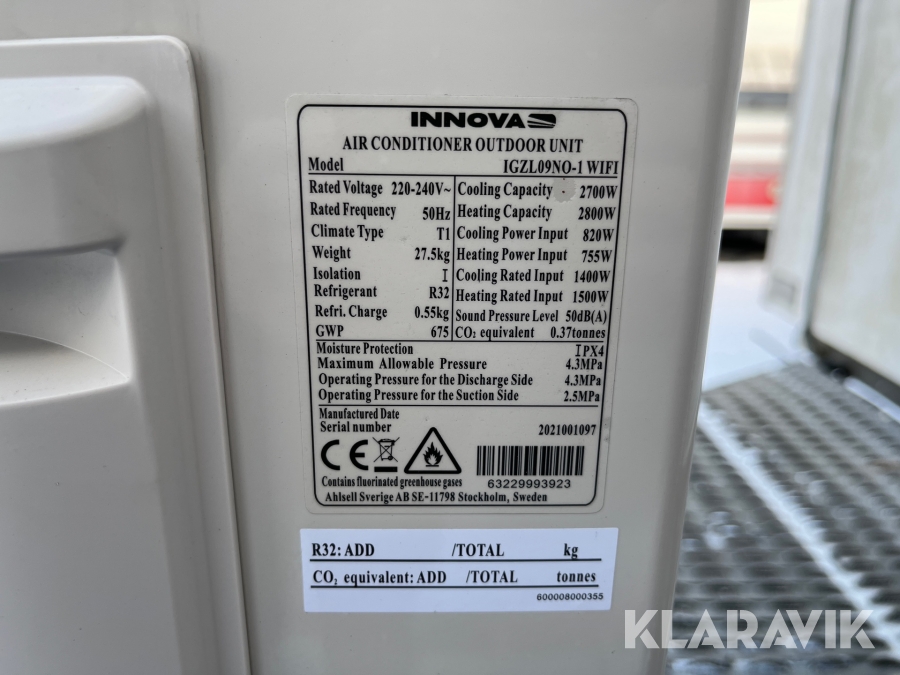 INNOVA
AIR CONDITIONER OUTDOOR UNIT
Model IGZL09NO-1 WIFI
Rated Voltage 220-240V~
Rated Frequency 50Hz
Climate Type T1
Weight 27.5kg
Isolation I
Refrigerant R32
Refri. Charge 0.55kg
GWP 675
Cooling Capacity 2700W
Heating Capacity 2800W
Cooling Power Input 820W
Heating Power Input 755W
Cooling Rated Input 1400W
Heating Rated Input 1500W
Sound Pressure Level 50dB(A)
CO₂ equivalent 0.37tonnes
Moisture Protection IPX4
Maximum Allowable Pressure 4.3MPa
Operating Pressure for the Discharge Side 4.3MPa
Operating Pressure for the Suction Side 2.5MPa
Manufactured Date
Serial number 2021001097
CE
63229993923
Contains fluorinated greenhouse gases
Ahlsell Sverige AB SE-11798 Stockholm, Sweden
R32: ADD /TOTAL kg
CO₂ equivalent: ADD /TOTAL tonnes
600008000355
KLARAVIK